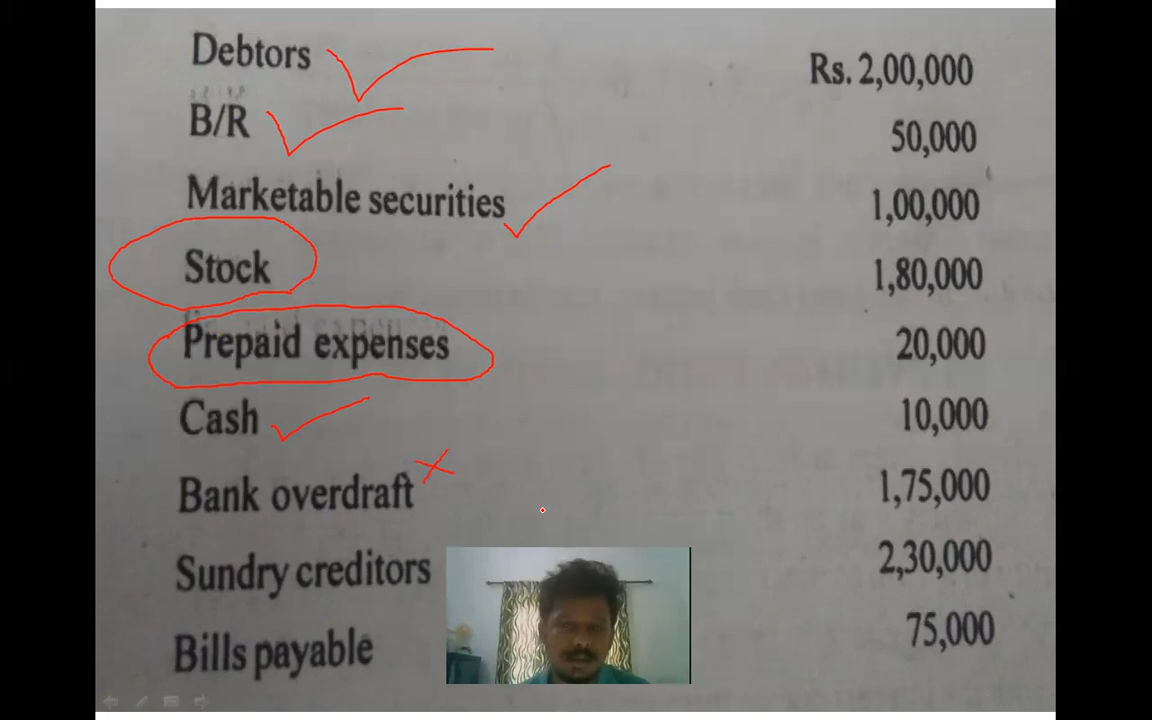 Debtors Rs. 2,00,000
B/R 50,000
Marketable securities 1,00,000
Stock 1,80,000
Prepaid expenses 20,000
Cash 10,000
Bank overdraft 1,75,000
Sundry creditors 2,30,000
Bills payable 75,000